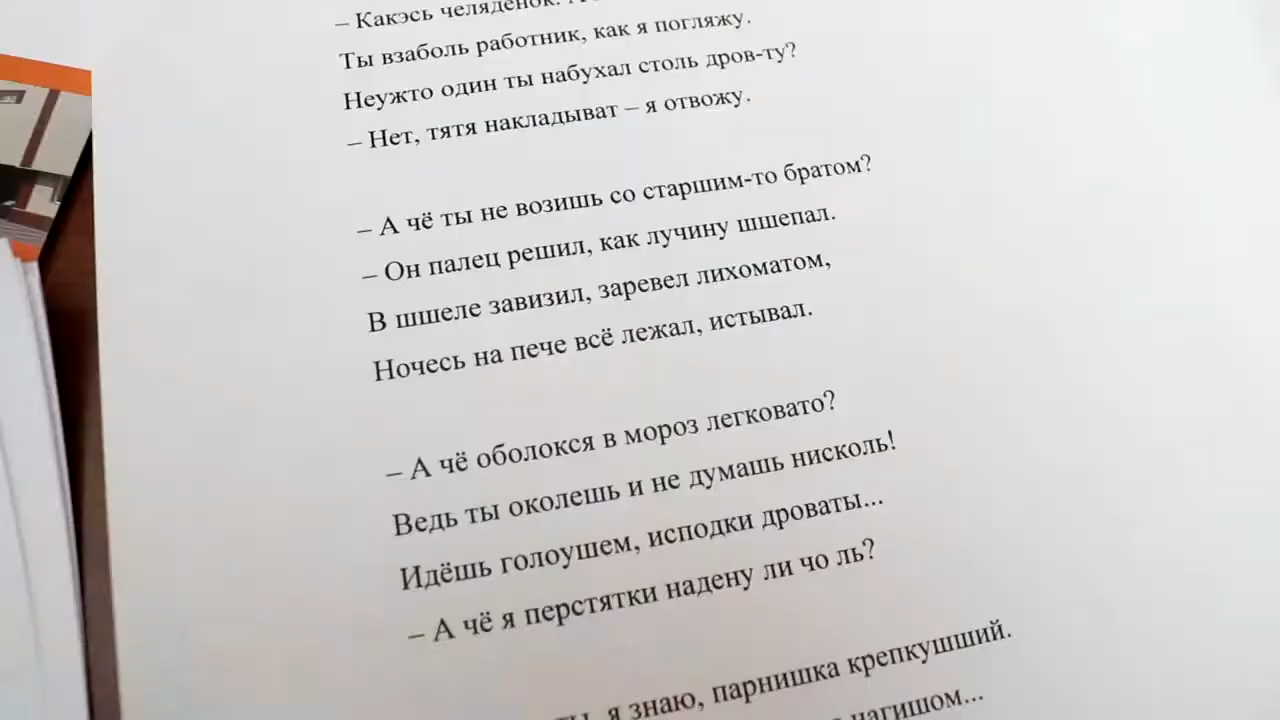 – Какэсь челяденок.
Ты взаболь работник, как я погляжу.
Неужто один ты набухал столь дров-ту?
– Нет, тятя накладыват – я отвожу.
– А чё ты не возишь со старшим-то братом?
– Он палец решил, как лучину шшепал.
В шшеле завизил, заревел лихоматом,
Ночесь на пече всё лежал, истывал.
– А чё оболокся в мороз легковато?
Ведь ты околешь и не думашь нисколь!
Идёшь голоушем, исподки дроваты...
– А чё я перстятки надену ли чо ль?
я знаю, парнишка крепкушший.
нагишом...